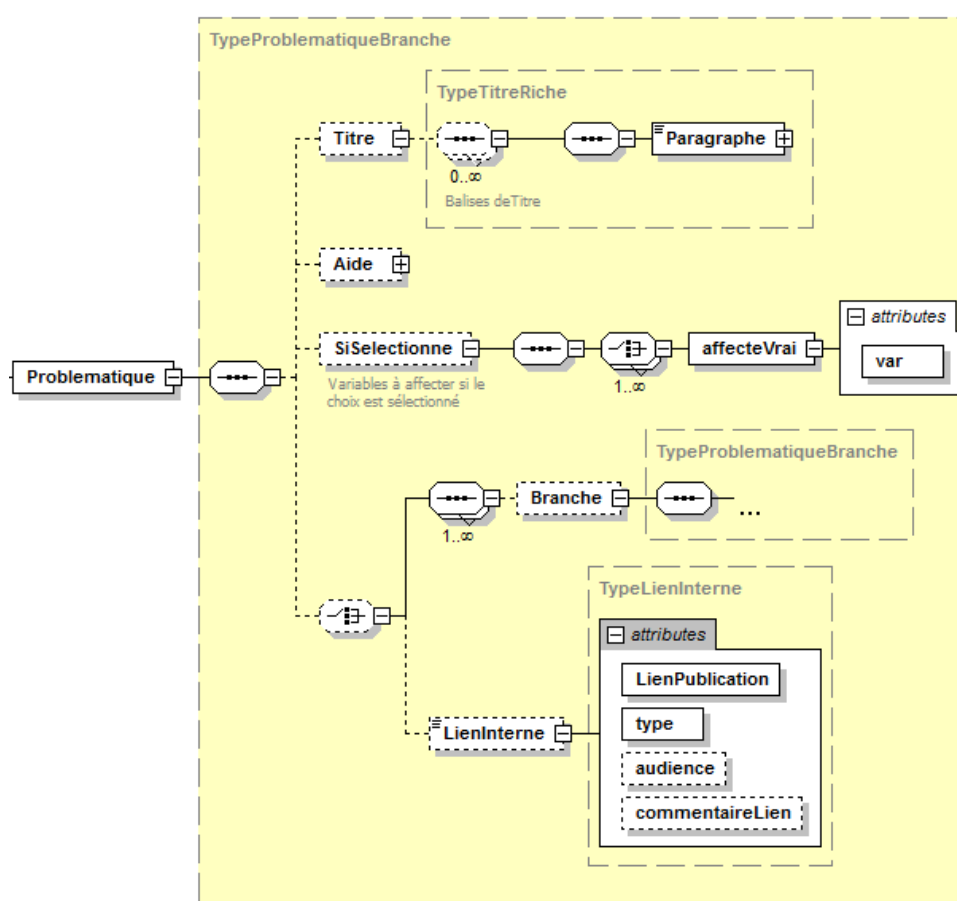 TypeProblematiqueBranche
TypeTitreRiche
Titre
Paragraphe
0..∞
Balises deTitre
Aide
attributes
SiSelectionne
affecteVrai
var
Variables à affecter si le
choix est sélectionné
1..∞
Problematique
TypeProblematiqueBranche
Branche
...
1..∞
TypeLienInterne
attributes
LienPublication
type
LienInterne
audience
commentaireLien